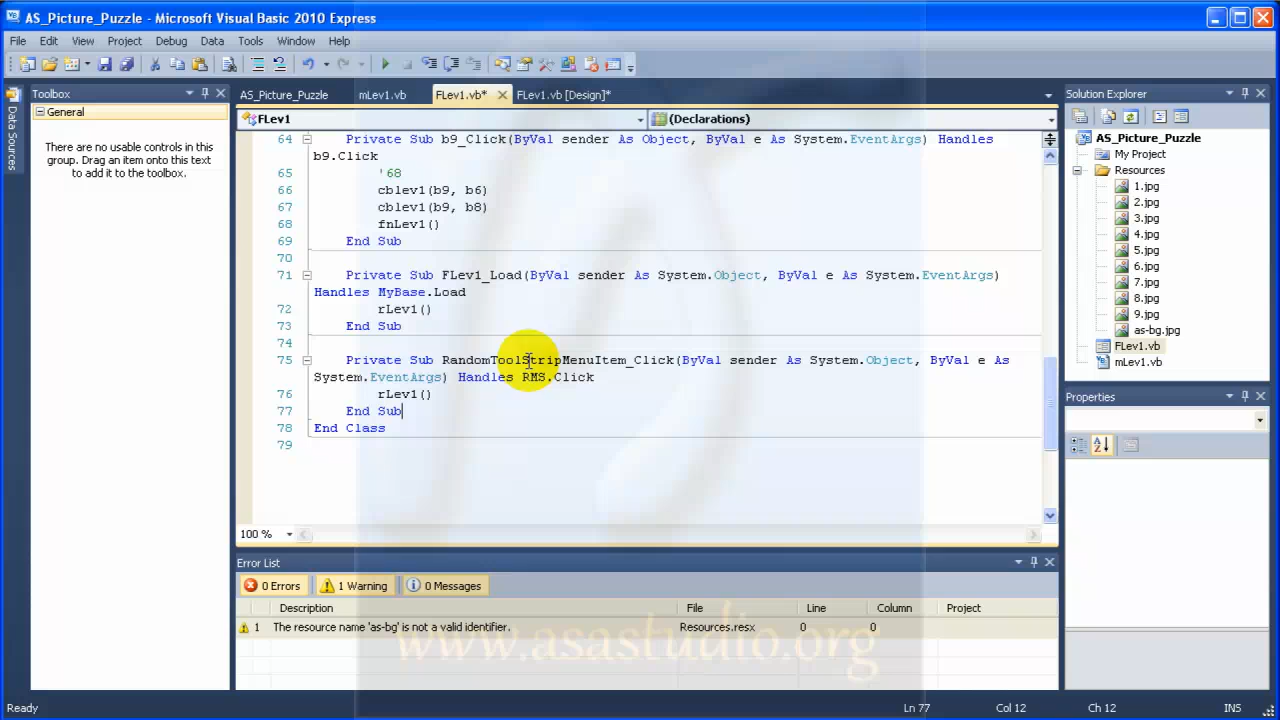 AS_Picture_Puzzle - Microsoft Visual Basic 2010 Express
File Edit View Project Debug Data Tools Window Help
Toolbox
General
There are no usable controls in this
group. Drag an item onto this text
to add it to the toolbox.
Data Sources
AS_Picture_Puzzle mLev1.vb FLev1.vb* FLev1.vb [Design]*
FLev1 (Declarations)
64 Private Sub b9_Click(ByVal sender As Object, ByVal e As System.EventArgs) Handles
b9.Click
65 '68
66 cblev1(b9, b6)
67 cblev1(b9, b8)
68 fnLev1()
69 End Sub
70
71 Private Sub FLev1_Load(ByVal sender As System.Object, ByVal e As System.EventArgs)
Handles MyBase.Load
72 rLev1()
73 End Sub
74
75 Private Sub RandomToolStripMenuItem_Click(ByVal sender As System.Object, ByVal e As
System.EventArgs) Handles RMS.Click
76 rLev1()
77 End Sub
78 End Class
79
100 %
Error List
0 Errors 1 Warning 0 Messages
Description File Line Column Project
1 The resource name 'as-bg' is not a valid identifier. Resources.resx 0 0
www.asastudio.org
Solution Explorer
AS_Picture_Puzzle
My Project
Resources
1.jpg
2.jpg
3.jpg
4.jpg
5.jpg
6.jpg
7.jpg
8.jpg
9.jpg
as-bg.jpg
FLev1.vb
mLev1.vb
Properties
Ready Ln 77 Col 12 Ch 12 INS